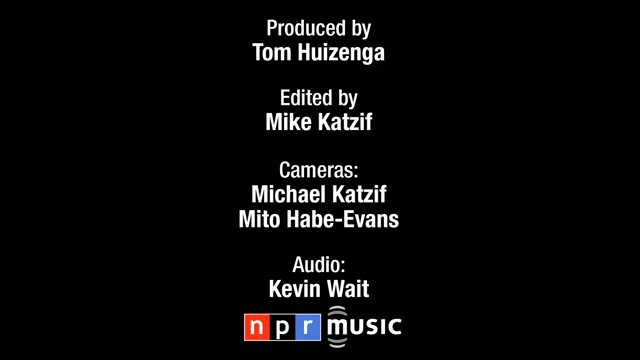 Produced by
Tom Huizenga
Edited by
Mike Katzif
Cameras:
Michael Katzif
Mito Habe-Evans
Audio:
Kevin Wait
npr MUSIC